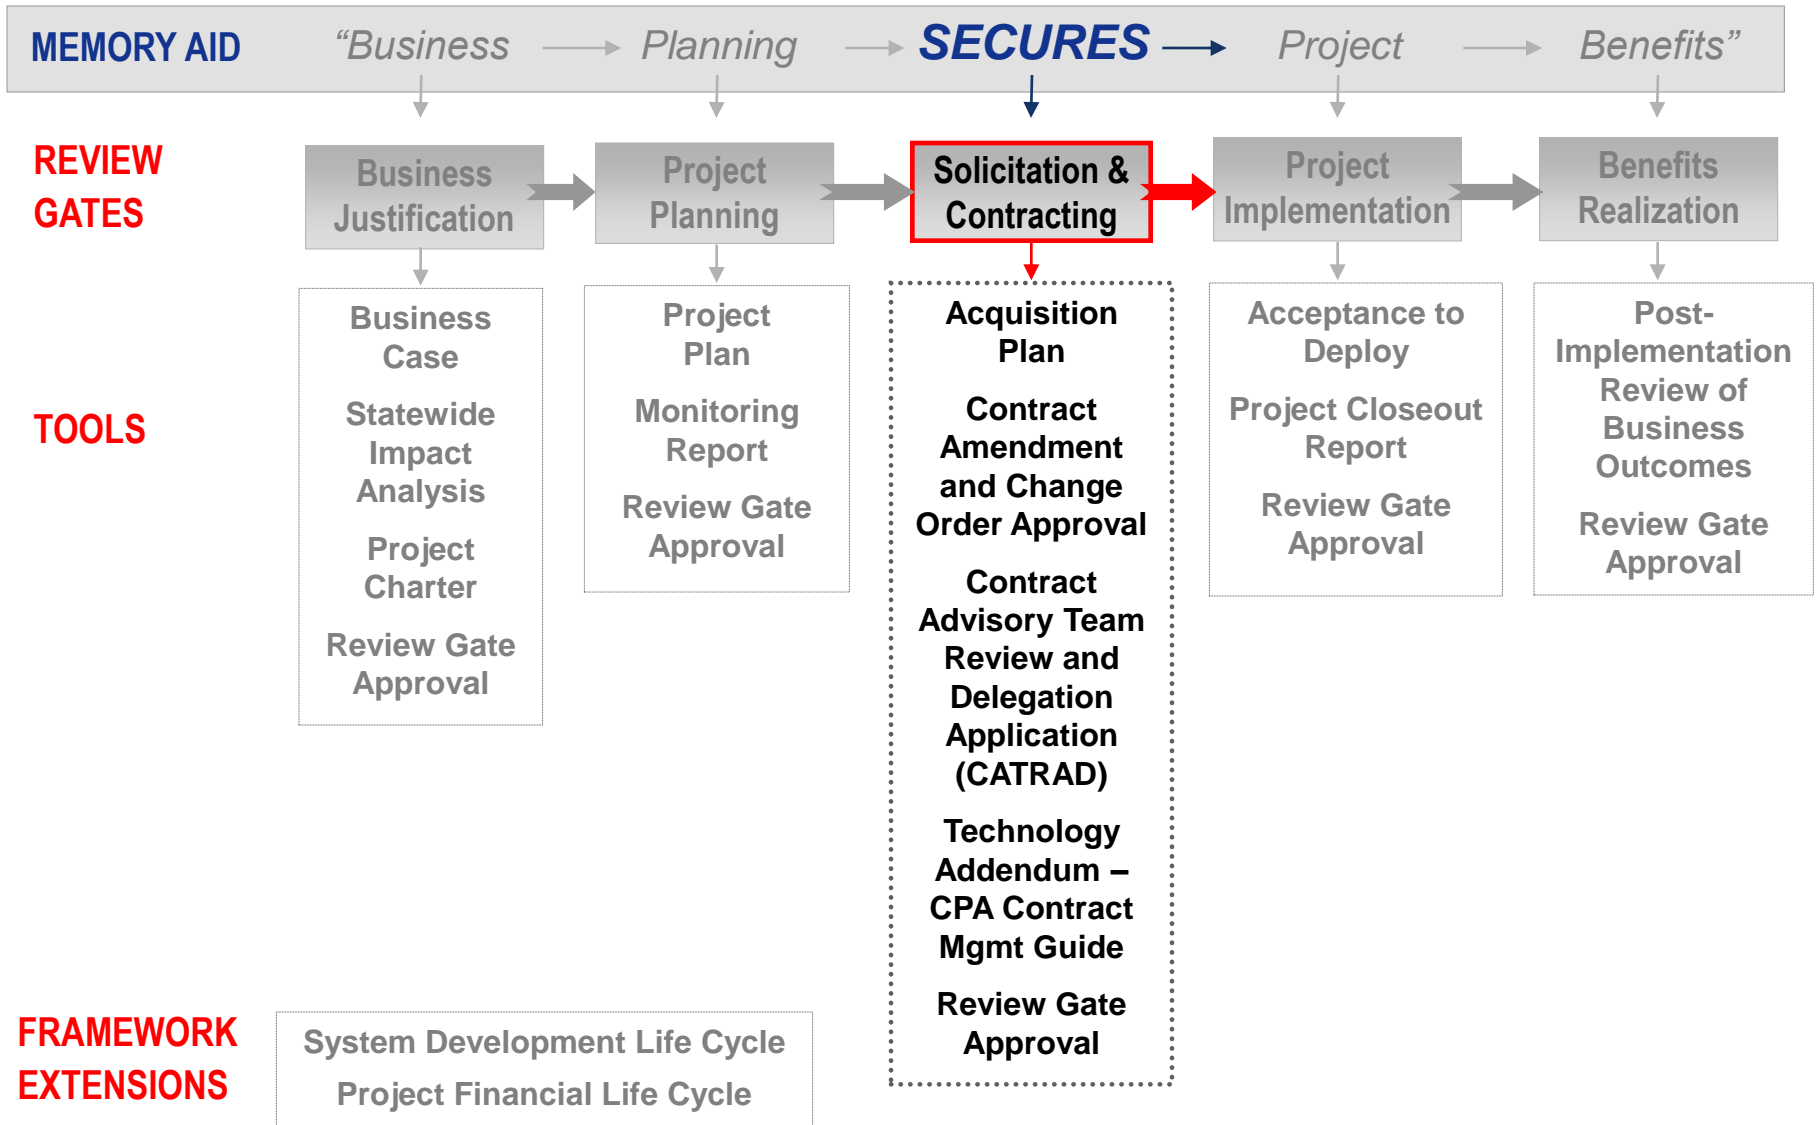 MEMORY AID
“Business
Planning
SECURES
Project
Benefits”
REVIEW
GATES
Business
Justification
Project
Planning
Solicitation &
Contracting
Project
Implementation
Benefits
Realization
TOOLS
Business
Case
Statewide
Impact
Analysis
Project
Charter
Review Gate
Approval
Project
Plan
Monitoring
Report
Review Gate
Approval
Acquisition
Plan
Contract
Amendment
and Change
Order Approval
Contract
Advisory Team
Review and
Delegation
Application
(CATRAD)
Technology
Addendum –
CPA Contract
Mgmt Guide
Review Gate
Approval
Acceptance to
Deploy
Project Closeout
Report
Review Gate
Approval
Post-
Implementation
Review of
Business
Outcomes
Review Gate
Approval
FRAMEWORK
EXTENSIONS
System Development Life Cycle
Project Financial Life Cycle